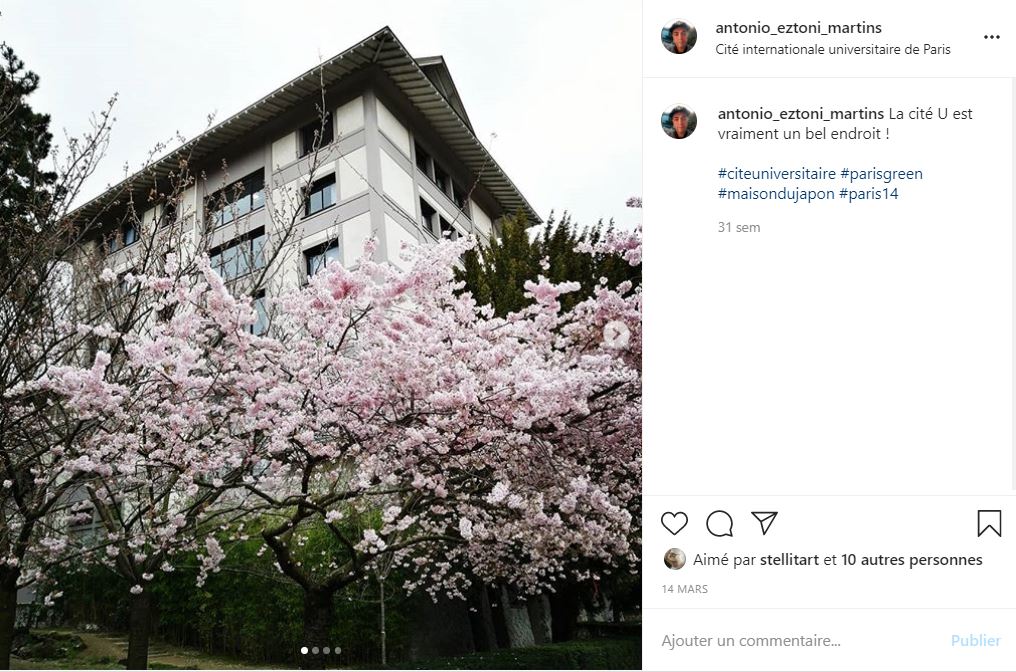 antonio_eztoni_martins
Cité internationale universitaire de Paris
antonio_eztoni_martins La cité U est
vraiment un bel endroit !
#citeuniversitaire #parisgreen
#maisondujapon #paris14
31 sem
Aimé par stellitart et 10 autres personnes
14 MARS
Ajouter un commentaire...
Publier